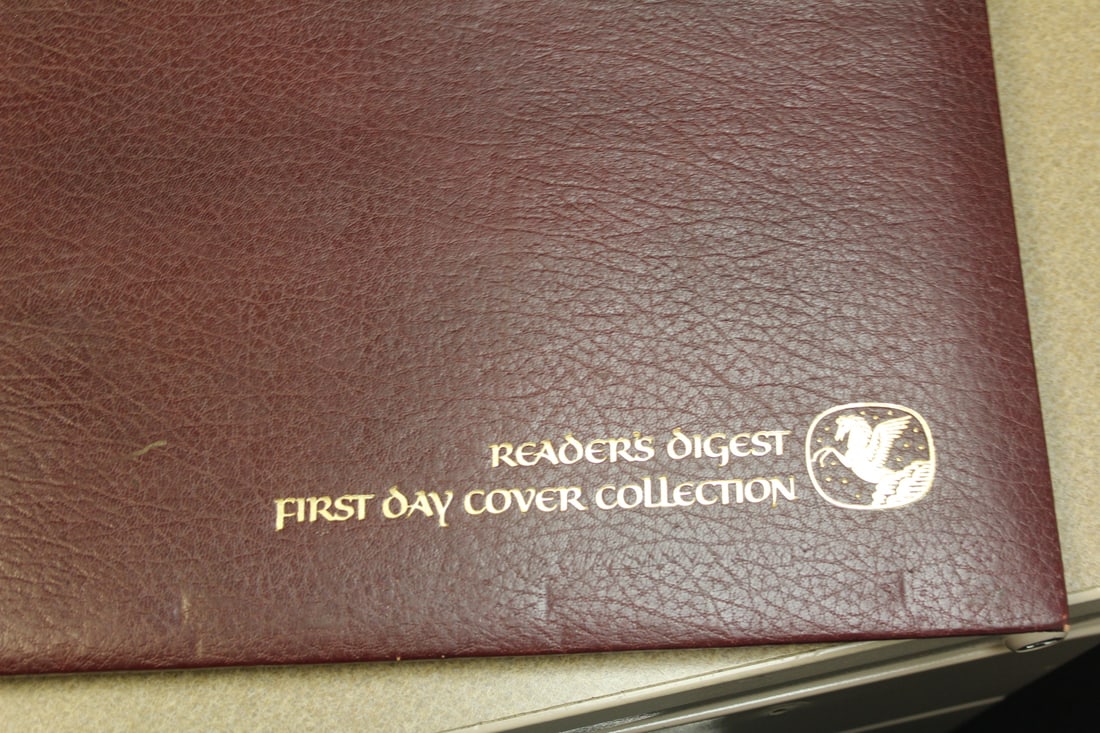 READER'S DIGEST
FIRST DAY COVER COLLECTION